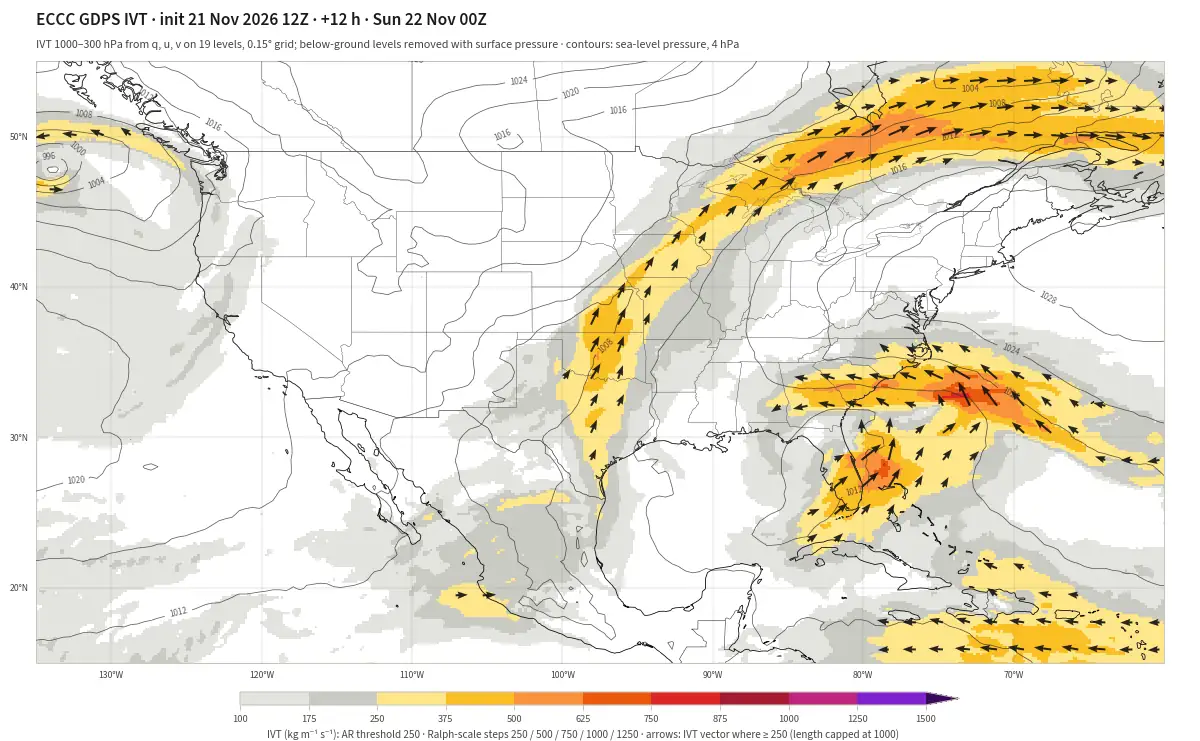 ECCC GDPS IVT · init 21 Nov 2026 12Z · +12 h · Sun 22 Nov 00Z
IVT 1000–300 hPa from q, u, v on 19 levels, 0.15° grid; below-ground levels removed with surface pressure · contours: sea-level pressure, 4 hPa
1024
1020
1016
1004
1008
1008
1016
1016
50°N
1000
996
1016
1004
40°N
1028
1008
1024
30°N
1020
1012
20°N
1012
130°W 120°W 110°W 100°W 90°W 80°W 70°W
100 175 250 375 500 625 750 875 1000 1250 1500
IVT (kg m⁻¹ s⁻¹): AR threshold 250 · Ralph-scale steps 250 / 500 / 750 / 1000 / 1250 · arrows: IVT vector where ≥ 250 (length capped at 1000)